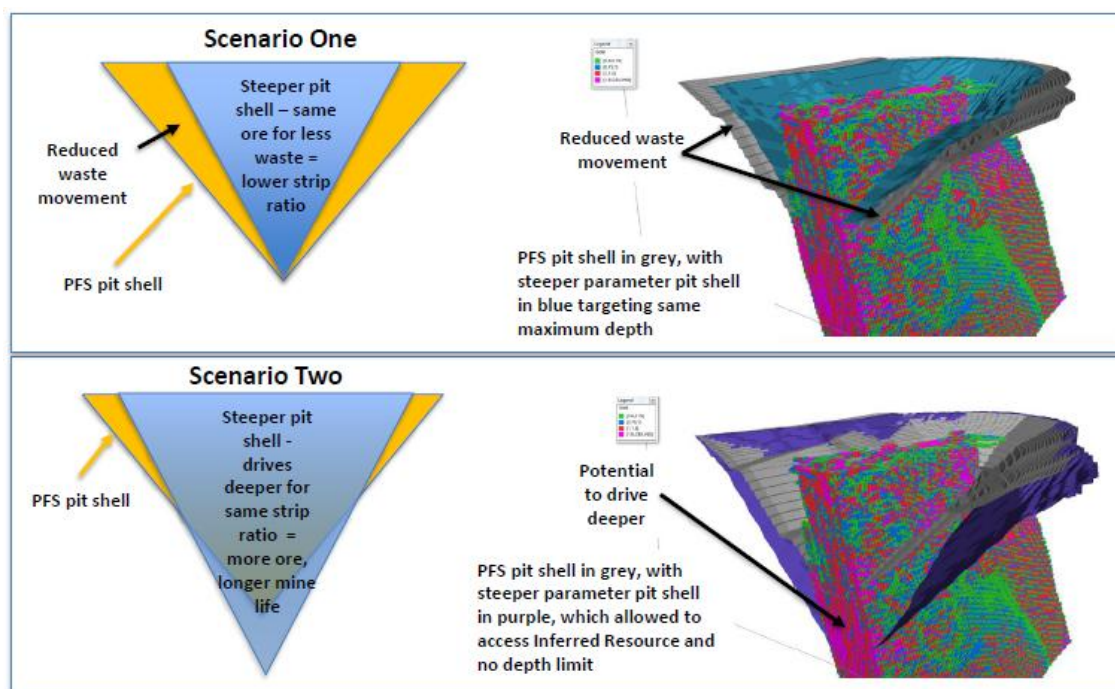 Scenario One
Steeper pit
shell – same
ore for less
waste =
lower strip
ratio
Reduced
waste
movement
PFS pit shell
Legend
Reduced waste
movement
PFS pit shell in grey, with
steeper parameter pit shell
in blue targeting same
maximum depth
Scenario Two
Steeper pit
shell -
drives
deeper for
same strip
ratio =
more ore,
longer mine
life
PFS pit shell
Legend
Potential
to drive
deeper
PFS pit shell in grey, with
steeper parameter pit shell
in purple, which allowed to
access Inferred Resource and
no depth limit